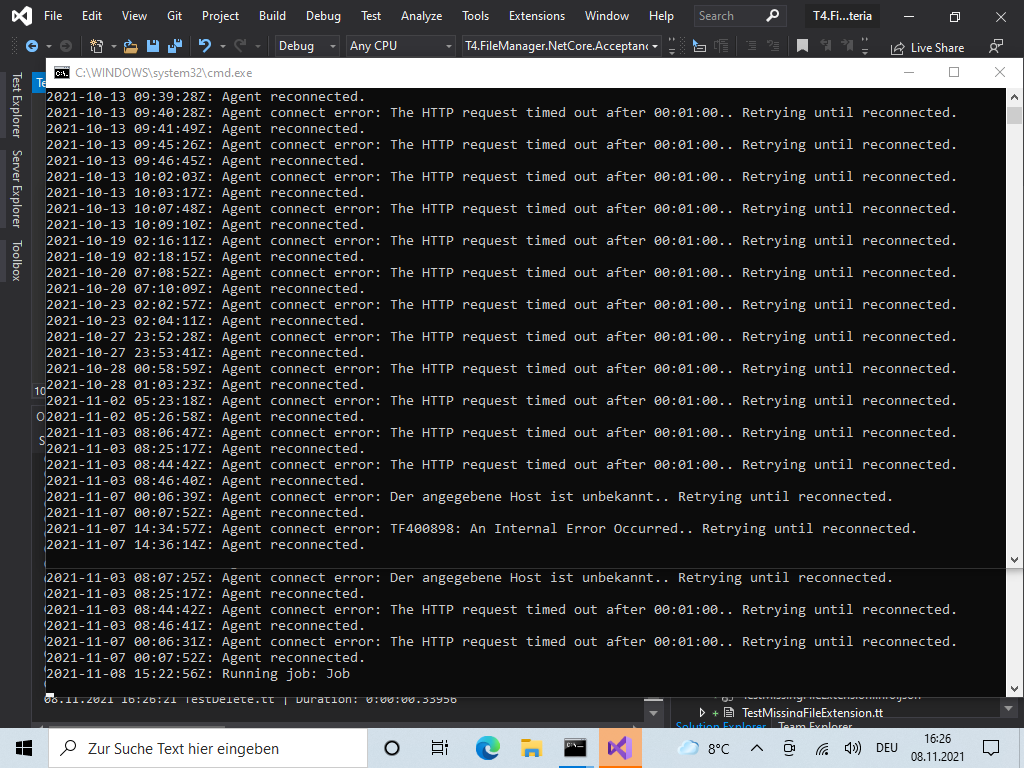 File Edit View Git Project Build Debug Test Analyze Tools Extensions Window Help Search T4.Fi...teria
Debug Any CPU T4.FileManager.NetCore.Acceptanc Live Share
C:\WINDOWS\system32\cmd.exe
Test Explorer
Server Explorer
Toolbox
Te
10
2021-10-13 09:39:28Z: Agent reconnected.
2021-10-13 09:40:28Z: Agent connect error: The HTTP request timed out after 00:01:00.. Retrying until reconnected.
2021-10-13 09:41:49Z: Agent reconnected.
2021-10-13 09:45:26Z: Agent connect error: The HTTP request timed out after 00:01:00.. Retrying until reconnected.
2021-10-13 09:46:45Z: Agent reconnected.
2021-10-13 10:02:03Z: Agent connect error: The HTTP request timed out after 00:01:00.. Retrying until reconnected.
2021-10-13 10:03:17Z: Agent reconnected.
2021-10-13 10:07:48Z: Agent connect error: The HTTP request timed out after 00:01:00.. Retrying until reconnected.
2021-10-13 10:09:10Z: Agent reconnected.
2021-10-19 02:16:11Z: Agent connect error: The HTTP request timed out after 00:01:00.. Retrying until reconnected.
2021-10-19 02:18:15Z: Agent reconnected.
2021-10-20 07:08:52Z: Agent connect error: The HTTP request timed out after 00:01:00.. Retrying until reconnected.
2021-10-20 07:10:09Z: Agent reconnected.
2021-10-23 02:02:57Z: Agent connect error: The HTTP request timed out after 00:01:00.. Retrying until reconnected.
2021-10-23 02:04:11Z: Agent reconnected.
2021-10-27 23:52:28Z: Agent connect error: The HTTP request timed out after 00:01:00.. Retrying until reconnected.
2021-10-27 23:53:41Z: Agent reconnected.
2021-10-28 00:58:59Z: Agent connect error: The HTTP request timed out after 00:01:00.. Retrying until reconnected.
2021-10-28 01:03:23Z: Agent reconnected.
2021-11-02 05:23:18Z: Agent connect error: The HTTP request timed out after 00:01:00.. Retrying until reconnected.
2021-11-02 05:26:58Z: Agent reconnected.
2021-11-03 08:06:47Z: Agent connect error: The HTTP request timed out after 00:01:00.. Retrying until reconnected.
2021-11-03 08:25:17Z: Agent reconnected.
2021-11-03 08:44:42Z: Agent connect error: The HTTP request timed out after 00:01:00.. Retrying until reconnected.
2021-11-03 08:46:40Z: Agent reconnected.
2021-11-07 00:06:39Z: Agent connect error: Der angegebene Host ist unbekannt.. Retrying until reconnected.
2021-11-07 00:07:52Z: Agent reconnected.
2021-11-07 14:34:57Z: Agent connect error: TF400898: An Internal Error Occurred.. Retrying until reconnected.
2021-11-07 14:36:14Z: Agent reconnected.
2021-11-03 08:07:25Z: Agent connect error: Der angegebene Host ist unbekannt.. Retrying until reconnected.
2021-11-03 08:25:17Z: Agent reconnected.
2021-11-03 08:44:42Z: Agent connect error: The HTTP request timed out after 00:01:00.. Retrying until reconnected.
2021-11-03 08:46:41Z: Agent reconnected.
2021-11-07 00:06:31Z: Agent connect error: The HTTP request timed out after 00:01:00.. Retrying until reconnected.
2021-11-07 00:07:52Z: Agent reconnected.
2021-11-08 15:22:56Z: Running job: Job
08.11.2021 16:26:21 TestDelete.tt | Duration: 0:00:00.33956
TestMissingFileExtension.tt
Solution Explorer Team Explorer
Zur Suche Text hier eingeben 8°C DEU 16:26
08.11.2021